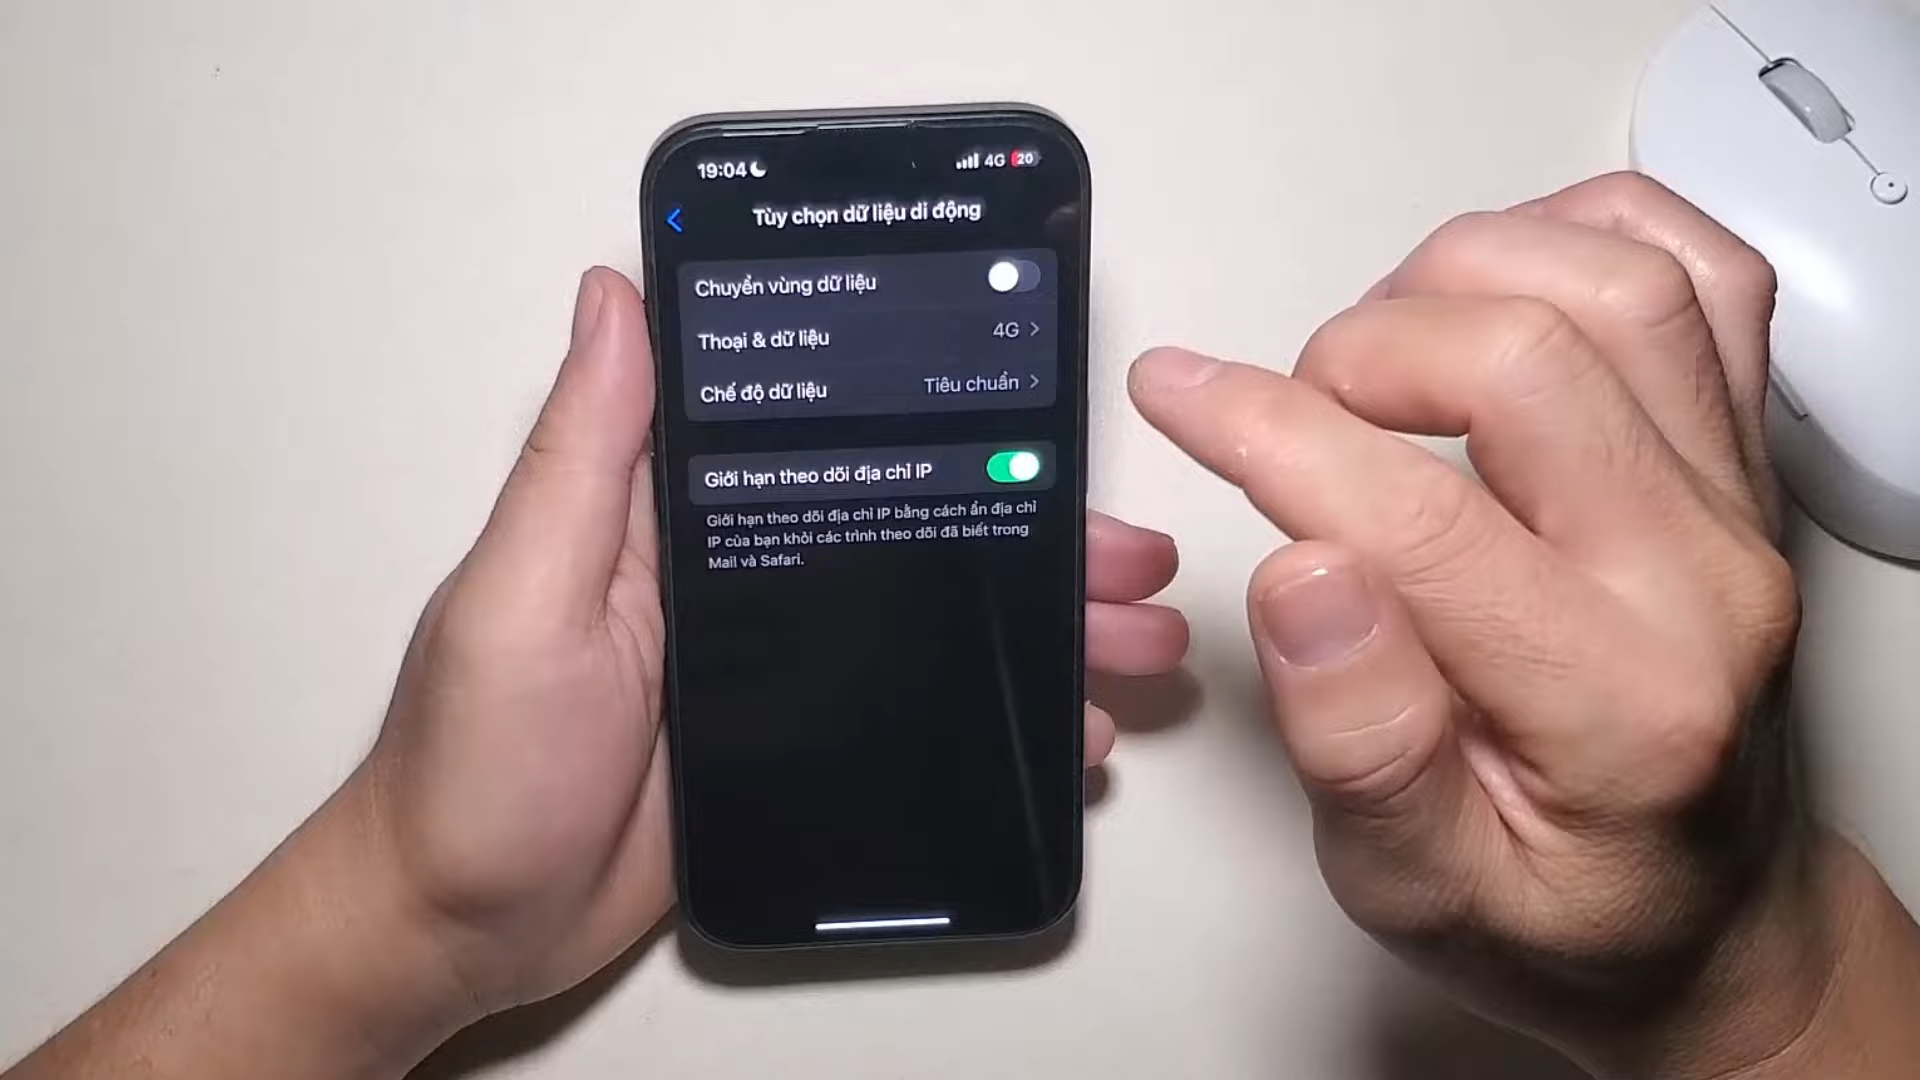 19:04
4G 20
Tùy chọn dữ liệu di động
Chuyển vùng dữ liệu
Thoại & dữ liệu 4G
Chế độ dữ liệu Tiêu chuẩn
Giới hạn theo dõi địa chỉ IP
Giới hạn theo dõi địa chỉ IP bằng cách ẩn địa chỉ
IP của bạn khỏi các trình theo dõi đã biết trong
Mail và Safari.